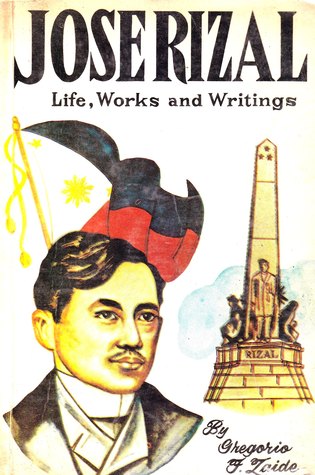 JOSE RIZAL
Life, Works and Writings
RIZAL
By
Gregorio
F. Zaide